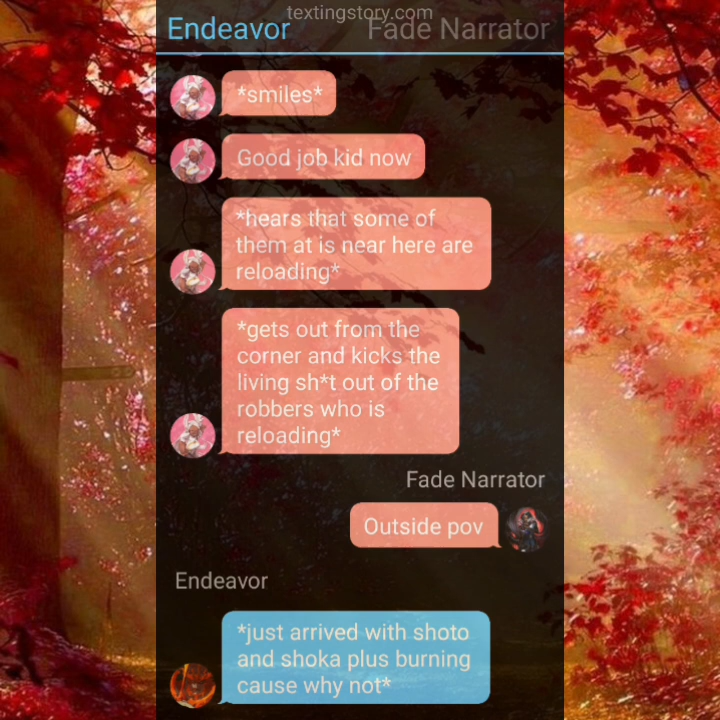 textingstory.com
Endeavor Fade Narrator
*smiles*
Good job kid now
*hears that some of
them at is near here are
reloading*
*gets out from the
corner and kicks the
living sh*t out of the
robbers who is
reloading*
Fade Narrator
Outside pov
Endeavor
*just arrived with shoto
and shoka plus burning
cause why not*